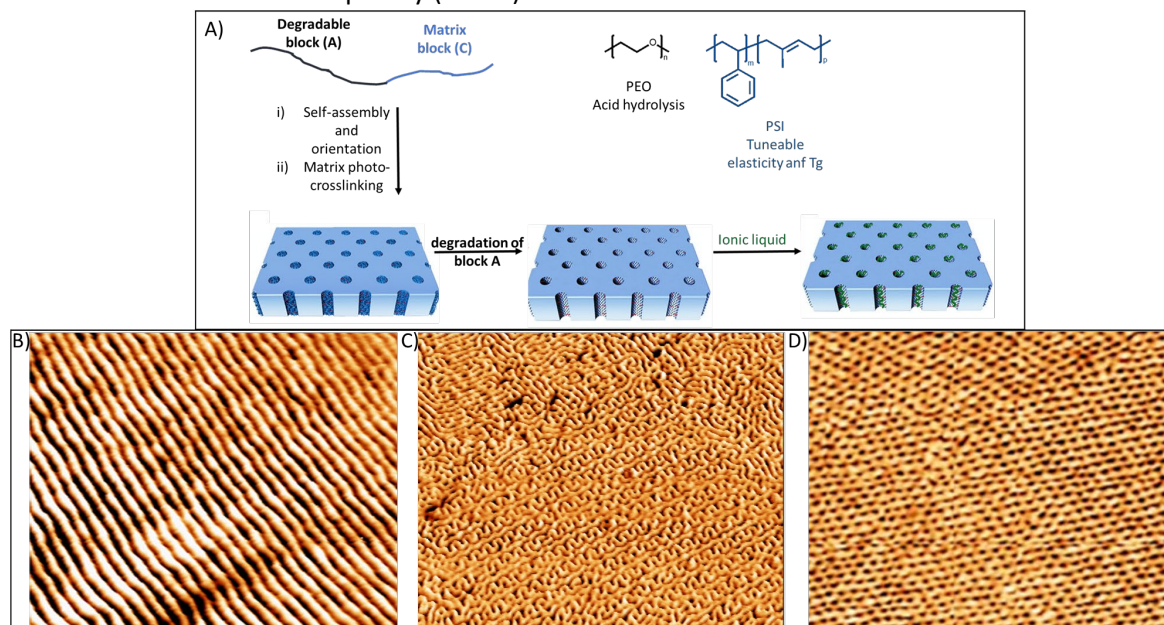 A)
Degradable
block (A)
Matrix
block (C)
i) Self-assembly
and
orientation
ii) Matrix photo-
crosslinking
O
n
PEO
Acid hydrolysis
m
p
PSI
Tuneable
elasticity anf Tg
degradation of
block A
Ionic liquid
B)
C)
D)